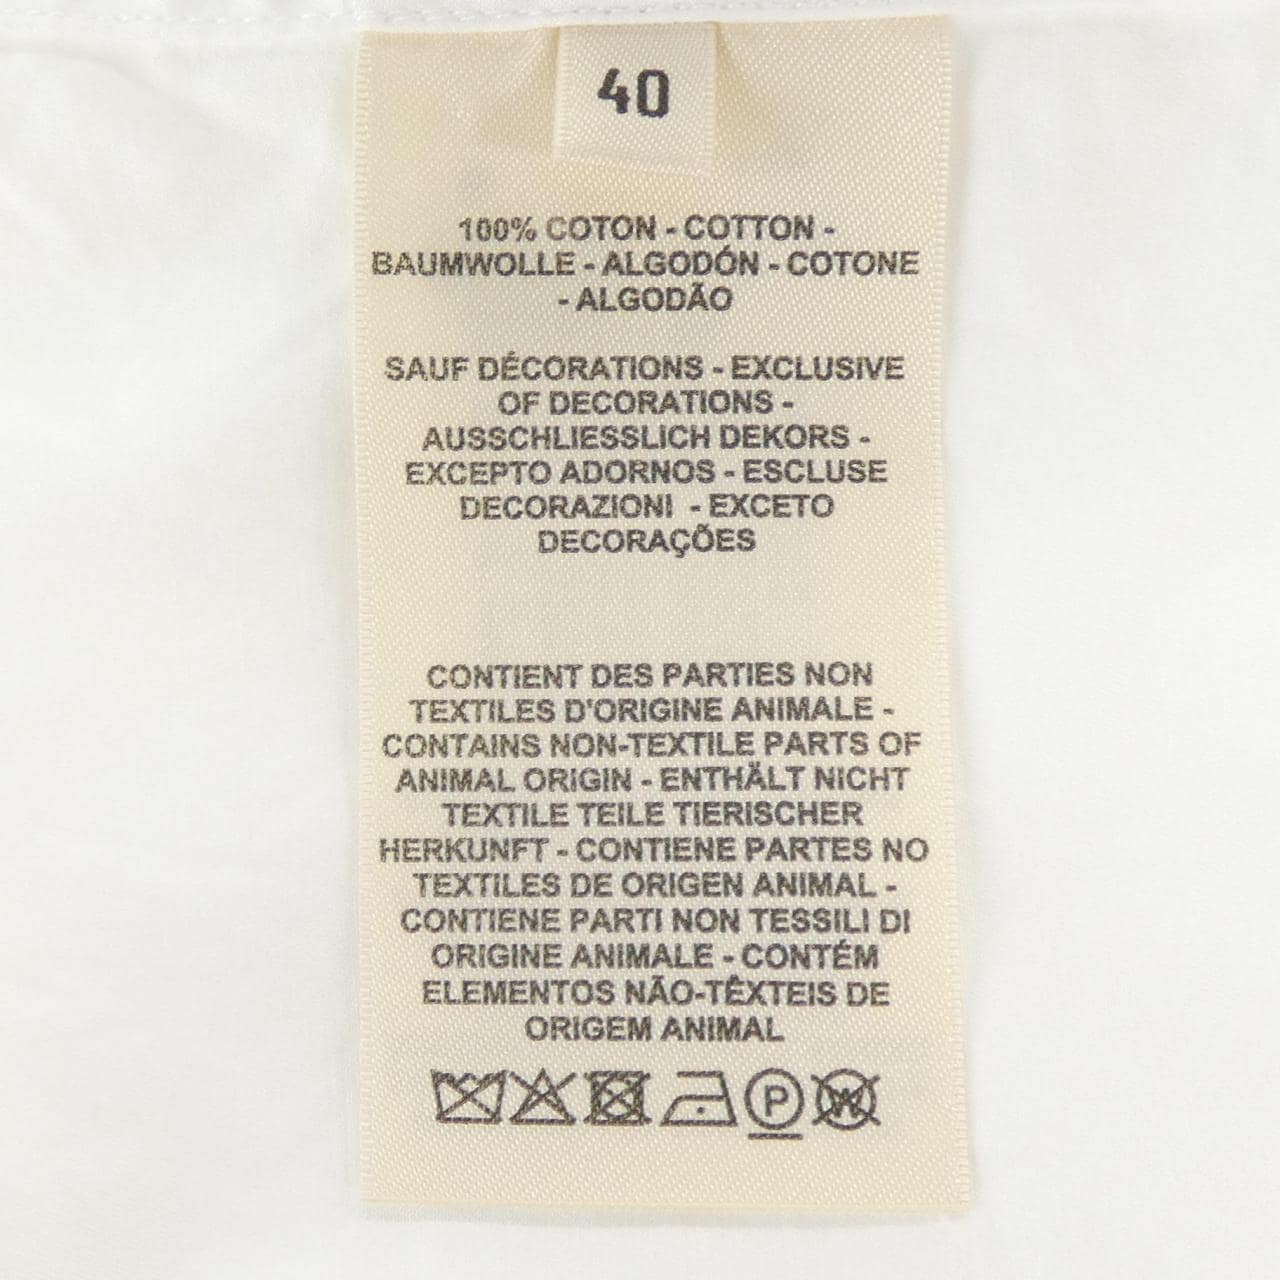 40
100% COTON - COTTON -
BAUMWOLLE - ALGODÓN - COTONE
- ALGODÃO
SAUF DÉCORATIONS - EXCLUSIVE
OF DECORATIONS -
AUSSCHLIESSLICH DEKORS -
EXCEPTO ADORNOS - ESCLUSE
DECORAZIONI - EXCETO
DECORAÇÕES
CONTIENT DES PARTIES NON
TEXTILES D'ORIGINE ANIMALE -
CONTAINS NON-TEXTILE PARTS OF
ANIMAL ORIGIN - ENTHÄLT NICHT
TEXTILE TEILE TIERISCHER
HERKUNFT - CONTIENE PARTES NO
TEXTILES DE ORIGEN ANIMAL -
CONTIENE PARTI NON TESSILI DI
ORIGINE ANIMALE - CONTÉM
ELEMENTOS NÃO-TÊXTEIS DE
ORIGEM ANIMAL
P W